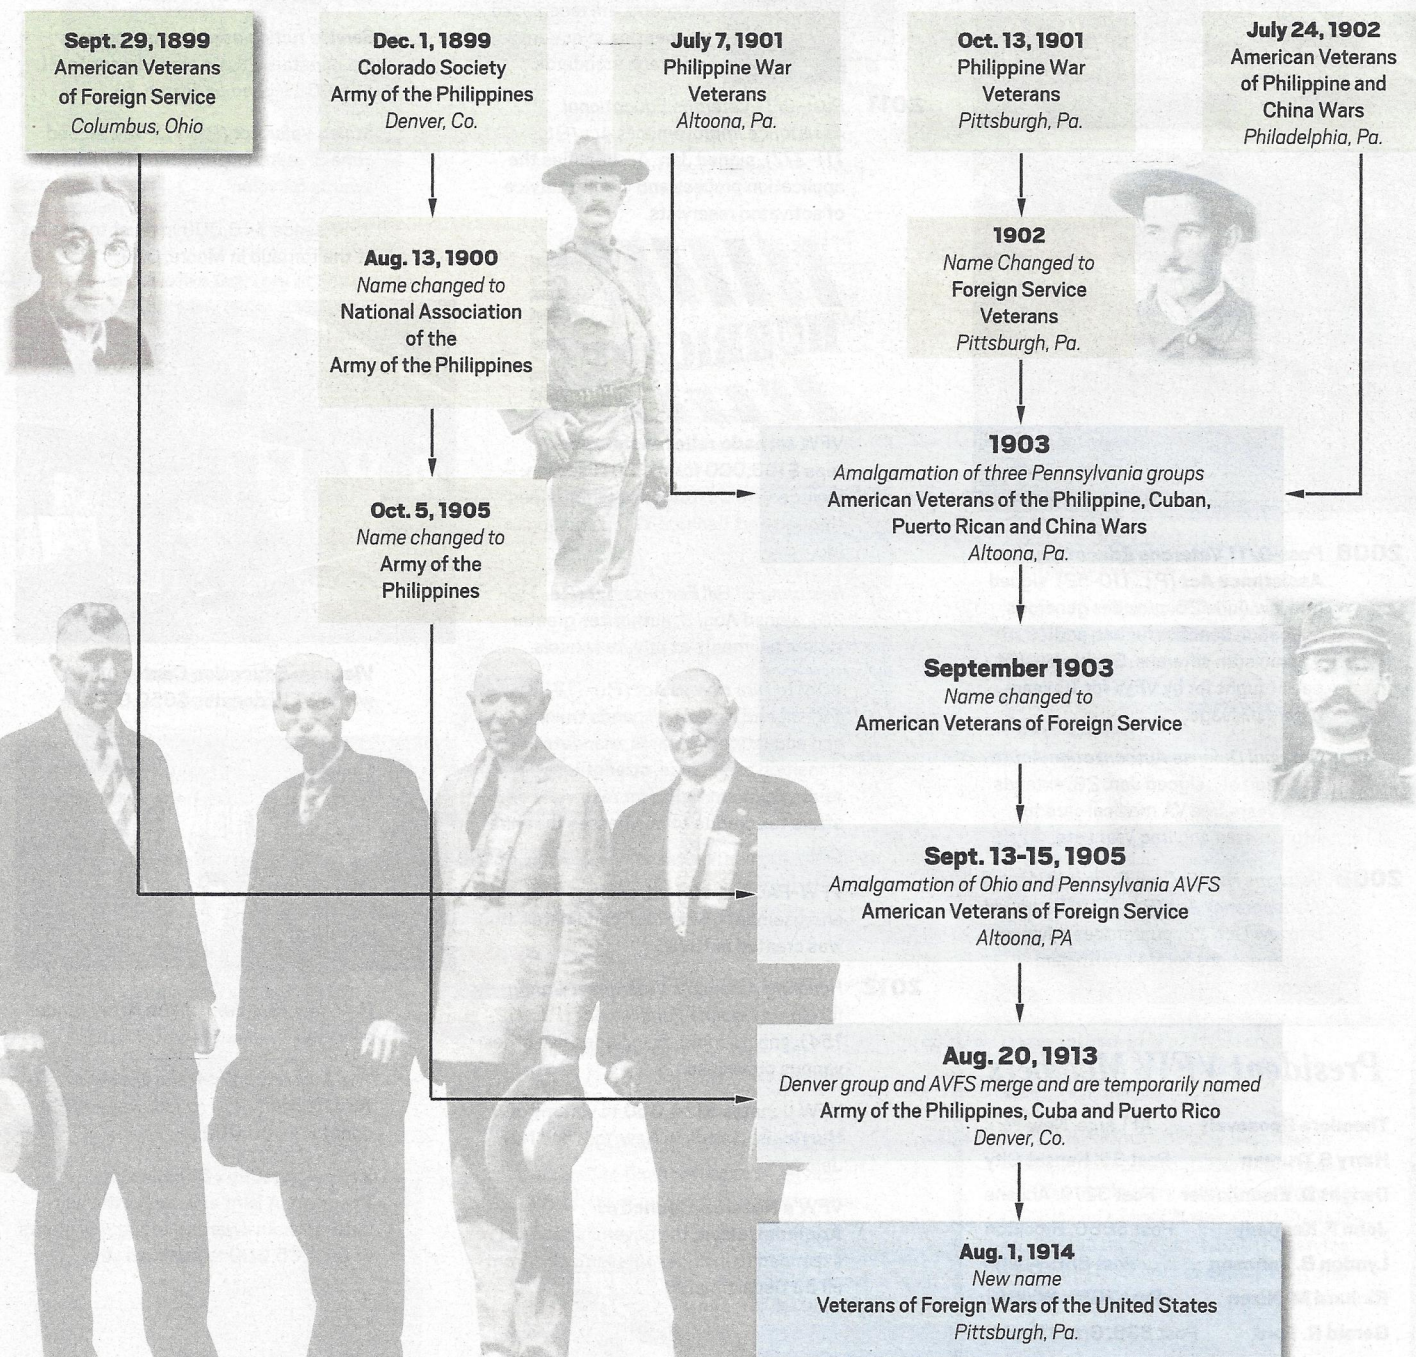 Sept. 29, 1899
American Veterans
of Foreign Service
Columbus, Ohio
Dec. 1, 1899
Colorado Society
Army of the Philippines
Denver, Co.
July 7, 1901
Philippine War
Veterans
Altoona, Pa.
Oct. 13, 1901
Philippine War
Veterans
Pittsburgh, Pa.
July 24, 1902
American Veterans
of Philippine and
China Wars
Philadelphia, Pa.
Aug. 13, 1900
Name changed to
National Association
of the
Army of the Philippines
1902
Name Changed to
Foreign Service
Veterans
Pittsburgh, Pa.
1903
Amalgamation of three Pennsylvania groups
American Veterans of the Philippine, Cuban,
Puerto Rican and China Wars
Altoona, Pa.
Oct. 5, 1905
Name changed to
Army of the
Philippines
September 1903
Name changed to
American Veterans of Foreign Service
Sept. 13-15, 1905
Amalgamation of Ohio and Pennsylvania AVFS
American Veterans of Foreign Service
Altoona, PA
Aug. 20, 1913
Denver group and AVFS merge and are temporarily named
Army of the Philippines, Cuba and Puerto Rico
Denver, Co.
Aug. 1, 1914
New name
Veterans of Foreign Wars of the United States
Pittsburgh, Pa.